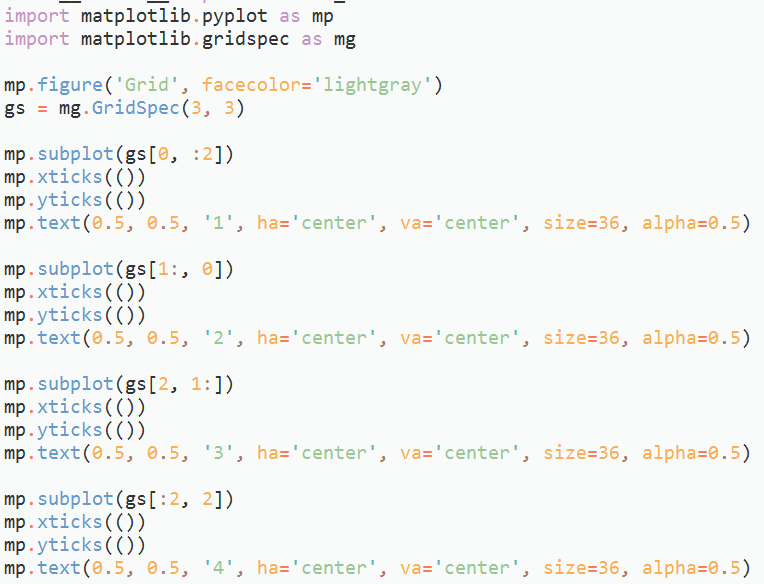 import matplotlib.pyplot as mp
import matplotlib.gridspec as mg
mp.figure('Grid', facecolor='lightgray')
gs = mg.GridSpec(3, 3)
mp.subplot(gs[0, :2])
mp.xticks(())
mp.yticks(())
mp.text(0.5, 0.5, '1', ha='center', va='center', size=36, alpha=0.5)
mp.subplot(gs[1:, 0])
mp.xticks(())
mp.yticks(())
mp.text(0.5, 0.5, '2', ha='center', va='center', size=36, alpha=0.5)
mp.subplot(gs[2, 1:])
mp.xticks(())
mp.yticks(())
mp.text(0.5, 0.5, '3', ha='center', va='center', size=36, alpha=0.5)
mp.subplot(gs[:2, 2])
mp.xticks(())
mp.yticks(())
mp.text(0.5, 0.5, '4', ha='center', va='center', size=36, alpha=0.5)